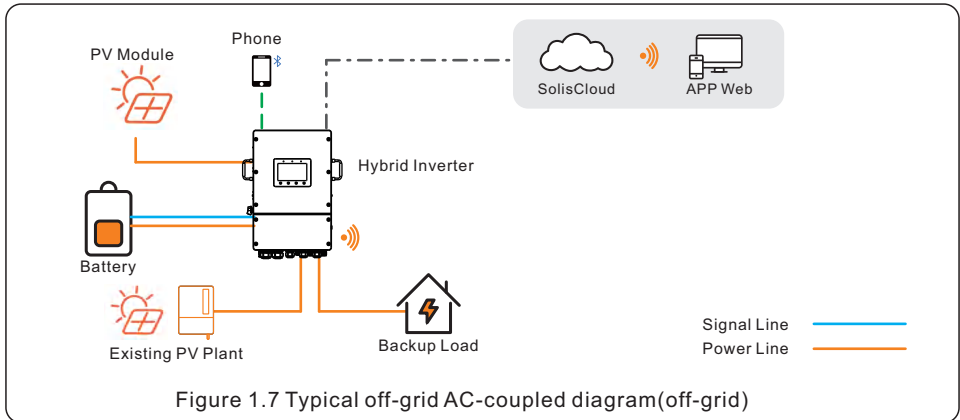 Phone
PV Module
SolisCloud
APP Web
Hybrid Inverter
Battery
Existing PV Plant
Backup Load
Signal Line
Power Line
Figure 1.7 Typical off-grid AC-coupled diagram(off-grid)